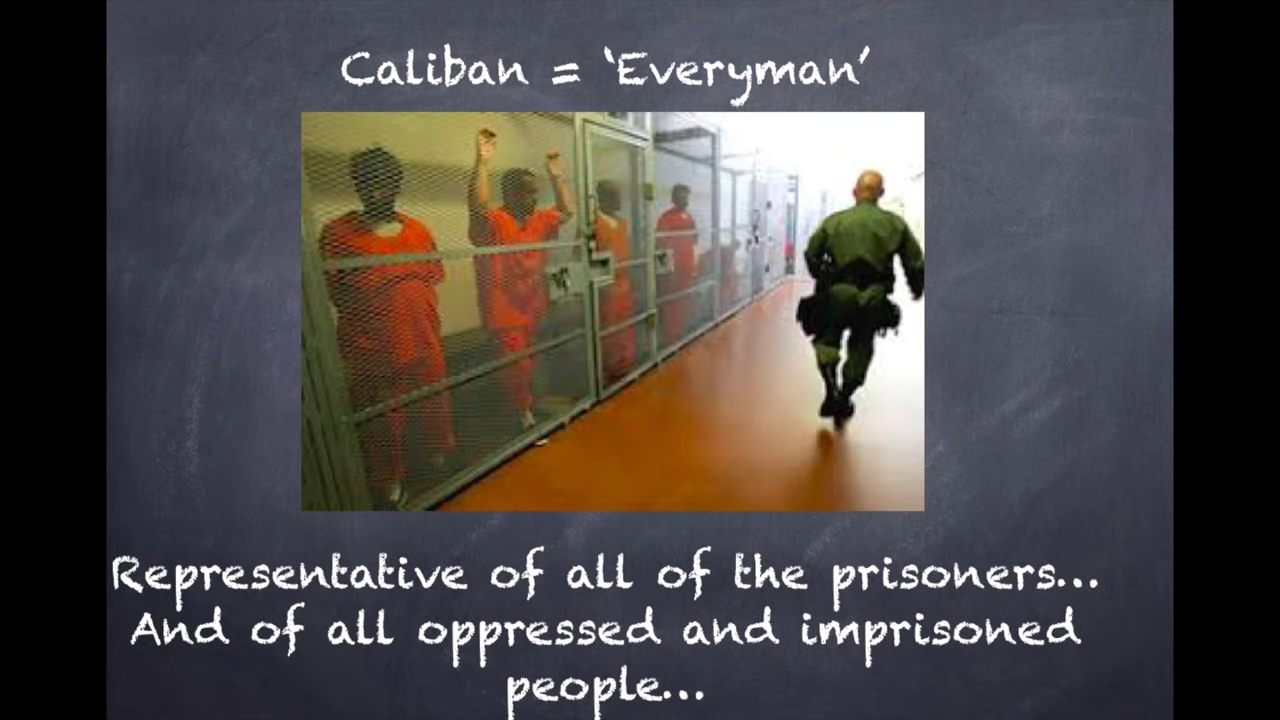 Caliban = ‘Everyman’
Representative of all of the prisoners...
And of all oppressed and imprisoned
people...